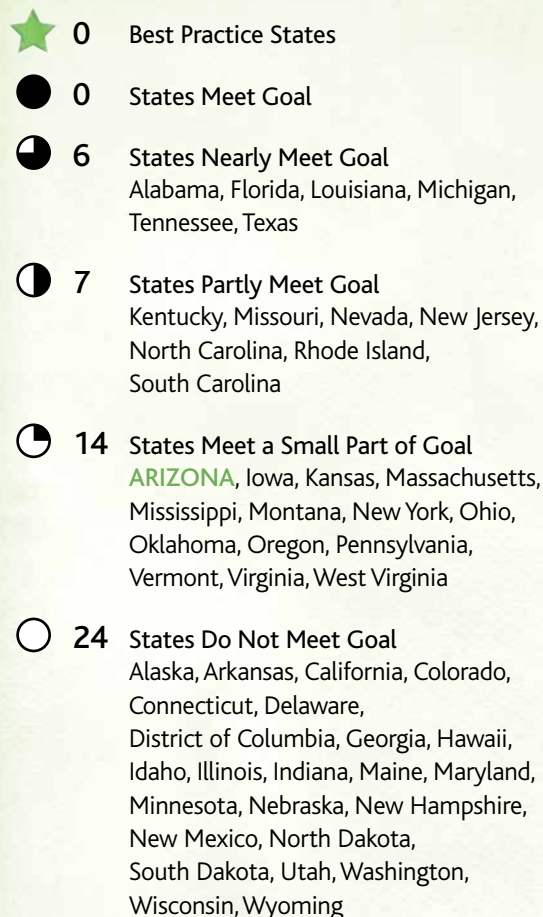 0 Best Practice States
0 States Meet Goal
6 States Nearly Meet Goal
Alabama, Florida, Louisiana, Michigan,
Tennessee, Texas
7 States Partly Meet Goal
Kentucky, Missouri, Nevada, New Jersey,
North Carolina, Rhode Island,
South Carolina
14 States Meet a Small Part of Goal
ARIZONA, Iowa, Kansas, Massachusetts,
Mississippi, Montana, New York, Ohio,
Oklahoma, Oregon, Pennsylvania,
Vermont, Virginia, West Virginia
24 States Do Not Meet Goal
Alaska, Arkansas, California, Colorado,
Connecticut, Delaware,
District of Columbia, Georgia, Hawaii,
Idaho, Illinois, Indiana, Maine, Maryland,
Minnesota, Nebraska, New Hampshire,
New Mexico, North Dakota,
South Dakota, Utah, Washington,
Wisconsin, Wyoming